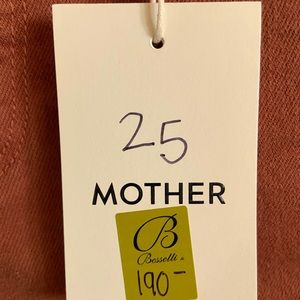 25
MOTHER
B
Besselli
190-